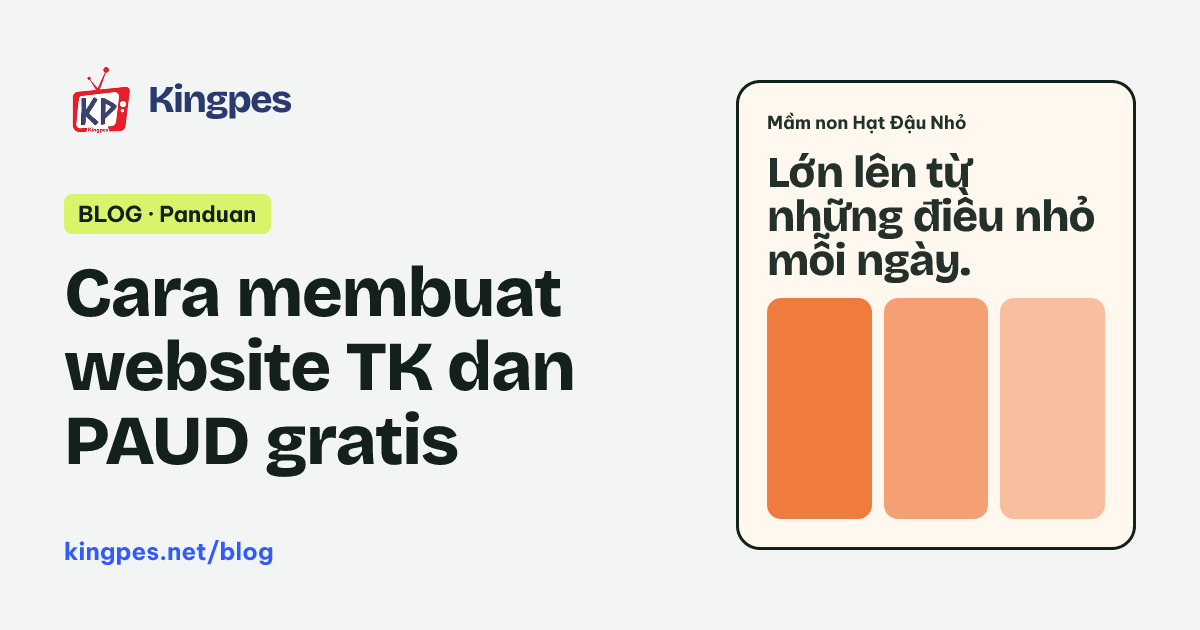 KP
Kingpes
Kingpes
BLOG · Panduan
Cara membuat
website TK dan
PAUD gratis
kingpes.net/blog
Mầm non Hạt Đậu Nhỏ
Lớn lên từ
những điều nhỏ
mỗi ngày.